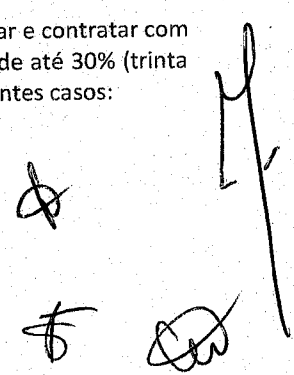 ar e contratar com
de até 30% (trinta
ntes casos: